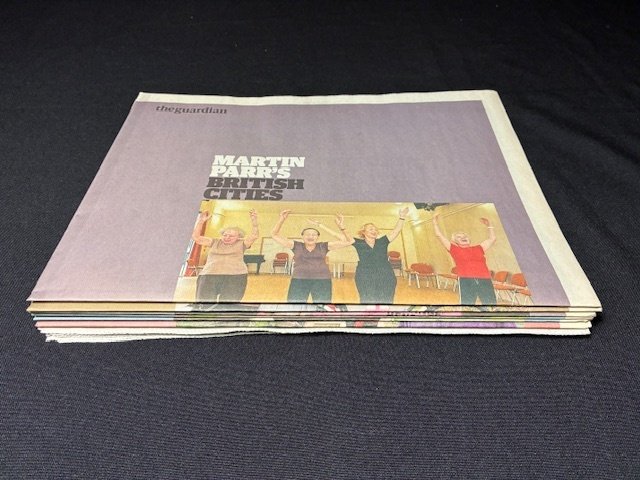 theguardian
MARTIN
PARR'S
BRITISH
CITIES